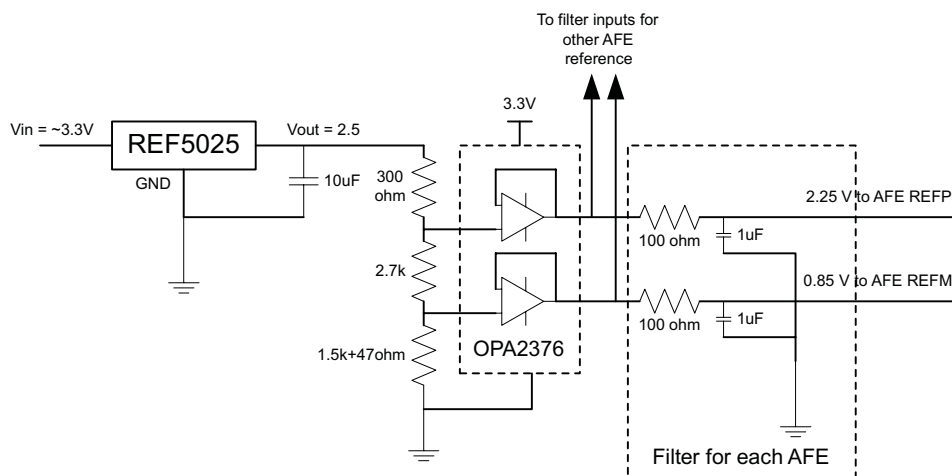 To filter inputs for
other AFE
reference
3.3V
Vin = ~3.3V
REF5025
Vout = 2.5
GND
10uF
300
ohm
2.7k
1.5k+47ohm
OPA2376
100 ohm
1uF
2.25 V to AFE REFP
100 ohm
1uF
0.85 V to AFE REFM
Filter for each AFE